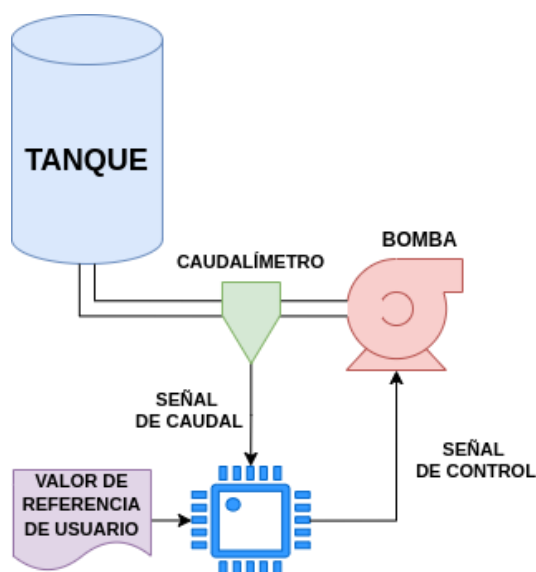 TANQUE
BOMBA
CAUDALÍMETRO
SEÑAL
DE CAUDAL
SEÑAL
DE CONTROL
VALOR DE
REFERENCIA
DE USUARIO